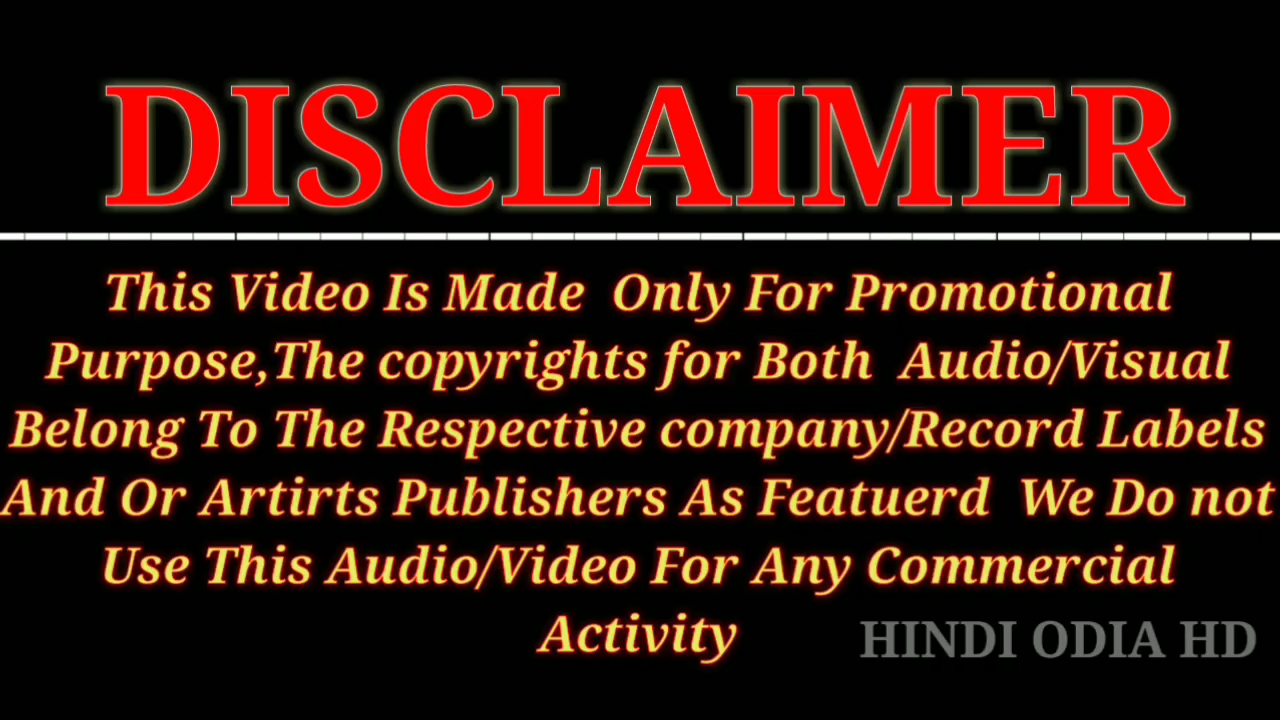 DISCLAIMER
This Video Is Made Only For Promotional
Purpose,The copyrights for Both Audio/Visual
Belong To The Respective company/Record Labels
And Or Artirts Publishers As Featuerd We Do not
Use This Audio/Video For Any Commercial
Activity
HINDI ODIA HD